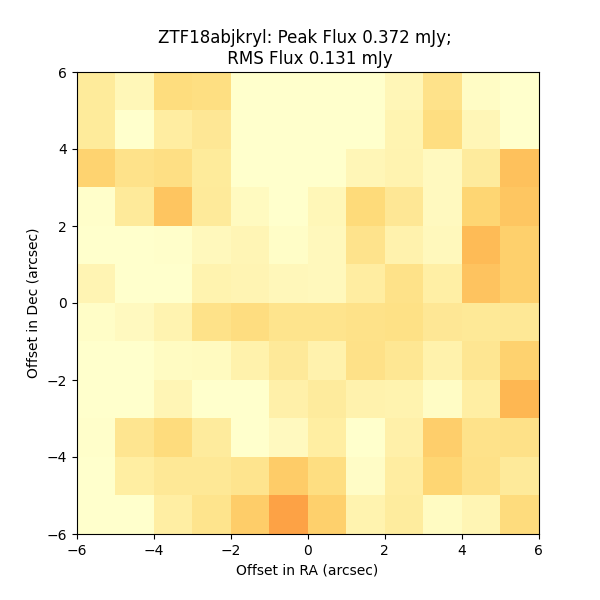 ZTF18abjkryl: Peak Flux 0.372 mJy;
RMS Flux 0.131 mJy
6
4
2
0
−2
−4
−6
Offset in Dec (arcsec)
−6 −4 −2 0 2 4 6
Offset in RA (arcsec)